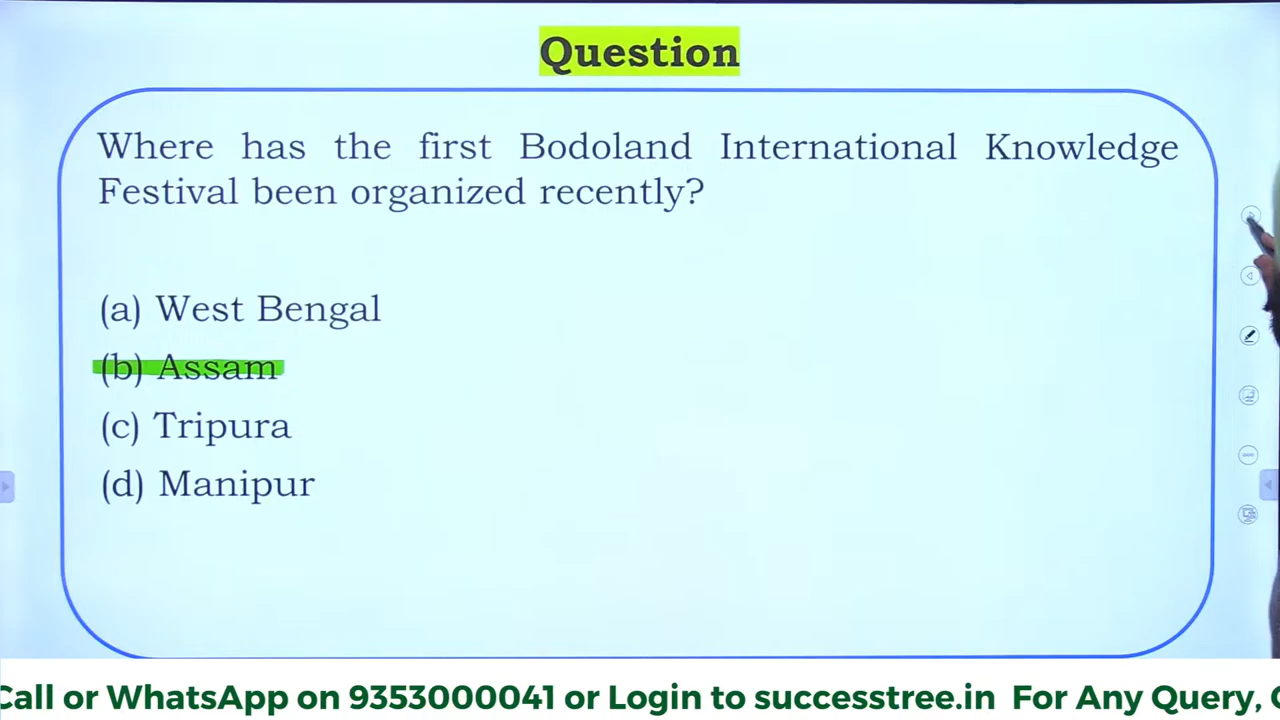 Question
Where has the first Bodoland International Knowledge
Festival been organized recently?
(a) West Bengal
(b) Assam
(c) Tripura
(d) Manipur
Call or WhatsApp on 9353000041 or Login to successtree.in For Any Query, C